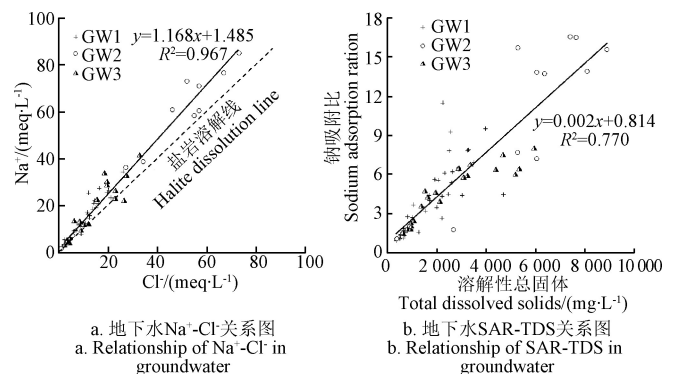 Na⁺/(meq·L⁻¹)
100
80
60
40
20
0
0
20
40
60
80
100
Cl⁻/(meq·L⁻¹)
+ GW1
○ GW2
▲ GW3
y=1.168x+1.485
R²=0.967
盐岩溶解线
Halite dissolution line
a. 地下水Na⁺-Cl⁻关系图
a. Relationship of Na⁺-Cl⁻ in
groundwater
钠吸附比
Sodium adsorption ration
18
15
12
9
6
3
0
0
2 000
4 000
6 000
8 000
10 000
+ GW1
○ GW2
▲ GW3
y=0.002x+0.814
R²=0.770
溶解性总固体
Total dissolved solids/(mg·L⁻¹)
b. 地下水SAR-TDS关系图
b. Relationship of SAR-TDS in
groundwater